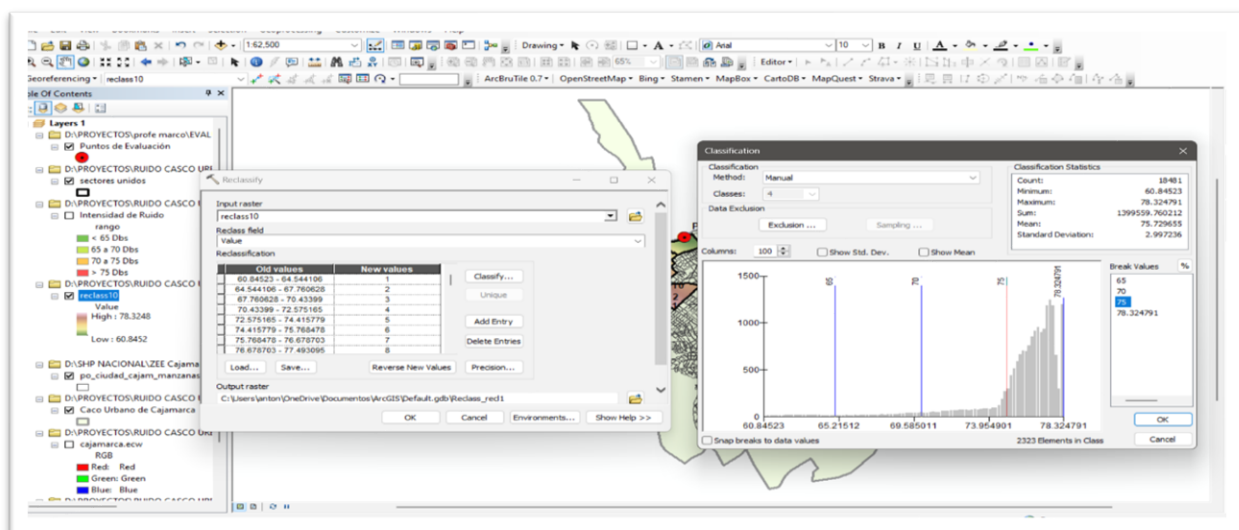 1:62,500
Drawing
Arial
10
B I U A
65%
Editor
Georeferencing
reclass10
ArcBruTile 0.7 OpenStreetMap Bing Stamen MapBox CartoDB MapQuest Strava
Table Of Contents
Layers 1
D:\PROYECTOS\profe marco\EVAL
Puntos de Evaluación
D:\PROYECTOS\RUIDO CASCO URI
sectores unidos
D:\PROYECTOS\RUIDO CASCO
Intensidad de Ruido
rango
< 65 Dbs
65 a 70 Dbs
70 a 75 Dbs
> 75 Dbs
D:\PROYECTOS\RUIDO CASCO
reclass10
Value
High : 78.3248
Low : 60.8452
D:\SHP NACIONAL\ZEE Cajama
po_ciudad_cajam_manzanas
D:\PROYECTOS\RUIDO CASCO
Caco Urbano de Cajamarca
D:\PROYECTOS\RUIDO CASCO URI
cajamarca.ecw
RGB
Red: Red
Green: Green
Blue: Blue
Reclassify
Input raster
reclass10
Reclass field
Value
Reclassification
Old values New values
60.84523 - 64.544106 1
64.544106 - 67.760628 2
67.760628 - 70.43399 3
70.43399 - 72.575165 4
72.575165 - 74.415779 5
74.415779 - 75.768478 6
75.768478 - 76.678703 7
76.678703 - 77.493095 8
Classify...
Unique
Add Entry
Delete Entries
Load... Save... Reverse New Values Precision...
Output raster
C:\Users\anton\OneDrive\Documentos\ArcGIS\Default.gdb\Reclass_recl1
OK Cancel Environments... Show Help >>
Classification
Classification
Method: Manual
Classes: 4
Data Exclusion
Exclusion ... Sampling ...
Classification Statistics
Count: 18481
Minimum: 60.84523
Maximum: 78.324791
Sum: 1399559.760212
Mean: 75.729655
Standard Deviation: 2.997236
Columns: 100 Show Std. Dev. Show Mean
Break Values %
65
70
75
78.324791
1500
1000
500
0
65
70
75
78.324791
60.84523 65.21512 69.585011 73.954901 78.324791
Snap breaks to data values
2323 Elements in Class
OK
Cancel